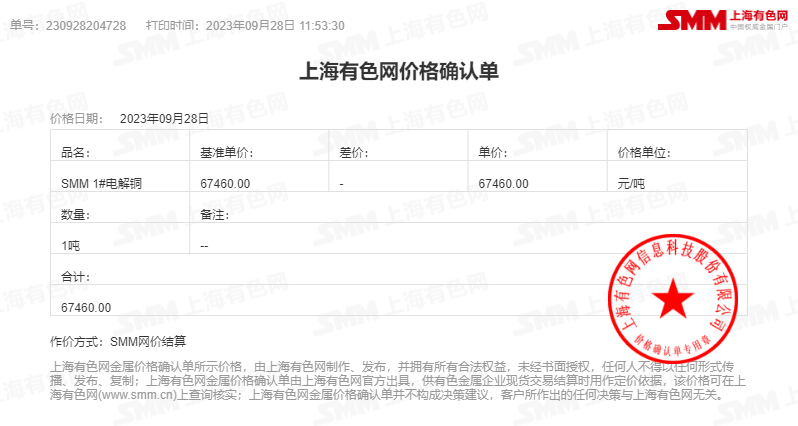 单号：230928204728 打印时间：2023年09月28日 11:53:30
SMM 上海有色网
中国权威金属门户
上海有色网价格确认单
价格日期： 2023年09月28日
品名： 基准单价： 差价： 单价： 价格单位：
SMM 1#电解铜 67460.00 - 67460.00 元/吨
数量： 备注：
1吨 --
合计：
67460.00
上海有色网信息科技股份有限公司
价格确认单专用章
作价方式：SMM网价结算
上海有色网金属价格确认单所示价格，由上海有色网制作、发布，并拥有所有合法权益，未经书面授权，任何人不得以任何形式传
播、发布、复制；上海有色网金属价格确认单由上海有色网官方出具，供有色金属企业现货交易结算时用作定价依据，该价格可在上
海有色网(www.smm.cn)上查询核实；上海有色网金属价格确认单并不构成决策建议，客户所作出的任何决策与上海有色网无关。